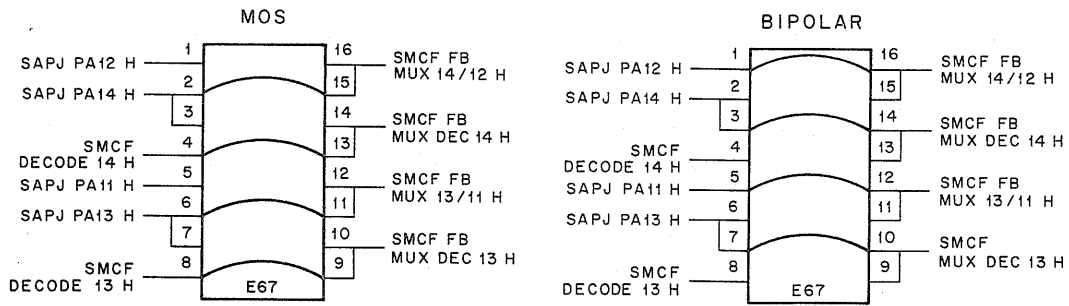 MOS
1
SAPJ PA12 H
2
SAPJ PA14 H
3
SMCF
DECODE 14 H
4
SAPJ PA11 H
5
SAPJ PA13 H
6
7
SMCF
DECODE 13 H
8
16
SMCF FB
MUX 14/12 H
15
14
SMCF FB
MUX DEC 14 H
13
12
SMCF FB
MUX 13/11 H
11
10
SMCF FB
MUX DEC 13 H
9
E67
BIPOLAR
1
SAPJ PA12 H
2
SAPJ PA14 H
3
SMCF
DECODE 14 H
4
SAPJ PA11 H
5
SAPJ PA13 H
6
7
SMCF
DECODE 13 H
8
16
SMCF FB
MUX 14/12 H
15
14
SMCF FB
MUX DEC 14 H
13
12
SMCF FB
MUX 13/11 H
11
10
SMCF
MUX DEC 13 H
9
E67